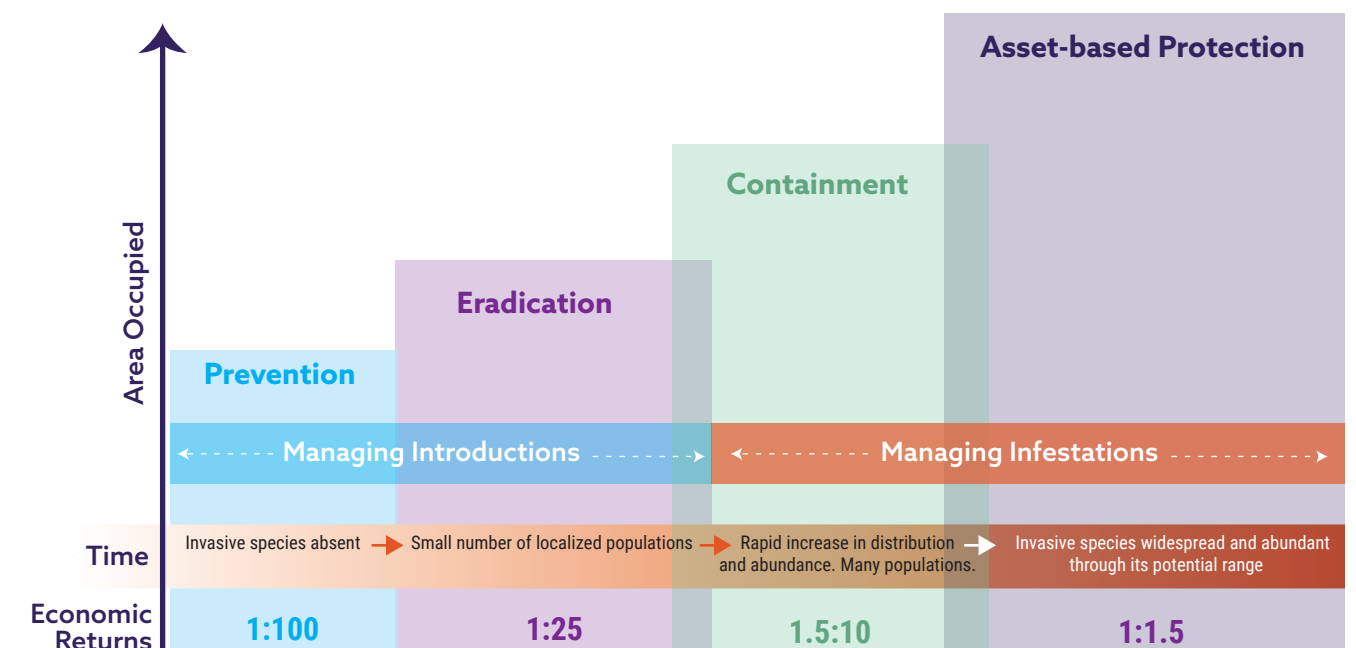 Asset-based Protection
Containment
Eradication
Prevention
Area Occupied
Managing Introductions
Managing Infestations
Time
Invasive species absent
Small number of localized populations
Rapid increase in distribution
and abundance. Many populations.
Invasive species widespread and abundant
through its potential range
Economic
Returns
1:100
1:25
1.5:10
1:1.5